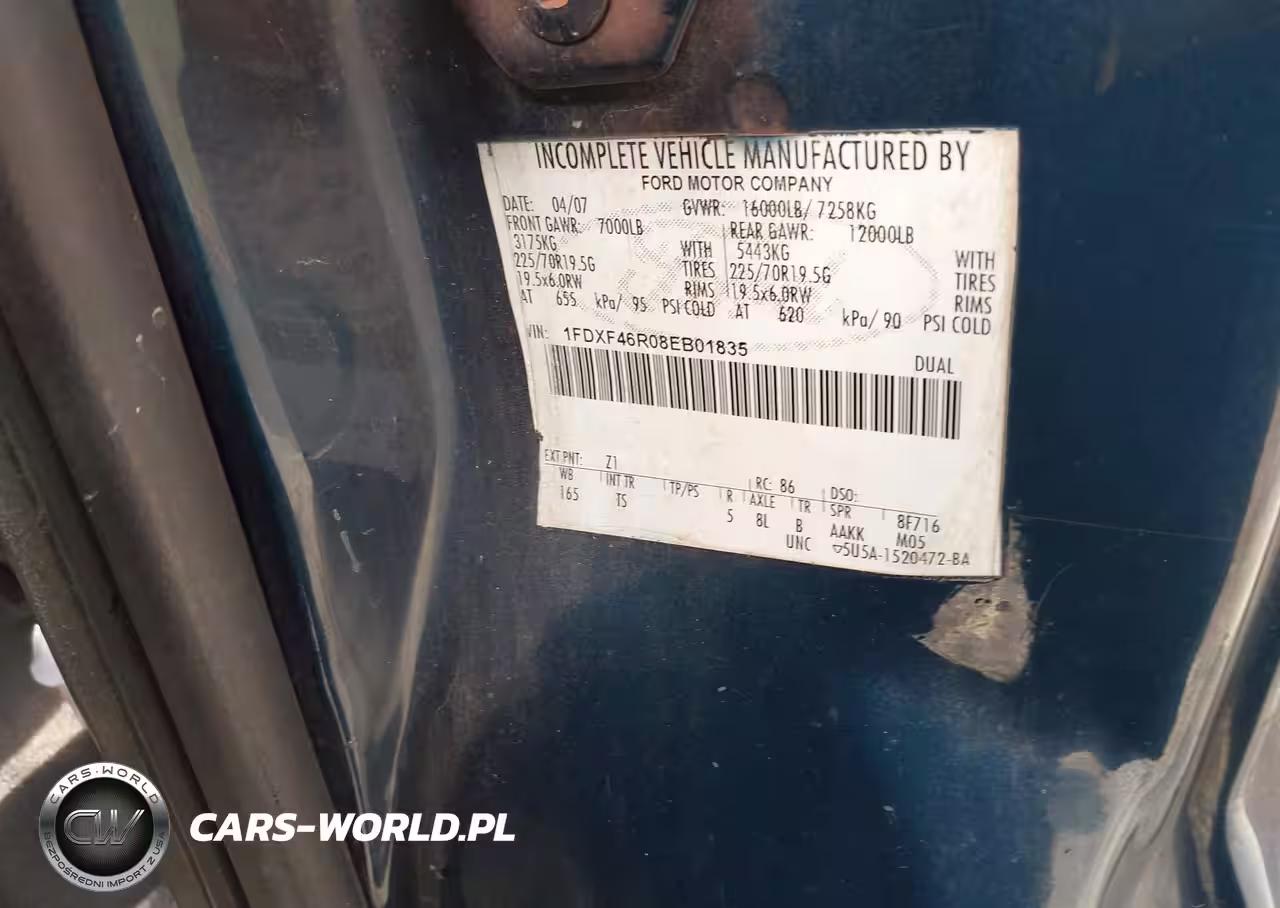 INCOMPLETE VEHICLE MANUFACTURED BY
FORD MOTOR COMPANY
DATE: 04/07 GVWR: 16000LB/ 7258KG
FRONT GAWR: 7000LB REAR GAWR: 12000LB
3175KG WITH 5443KG WITH
225/70R19.5G TIRES 225/70R19.5G TIRES
19.5x6.0RW RIMS 19.5x6.0RW RIMS
AT 655 kPa/ 95 PSI COLD AT 620 kPa/ 90 PSI COLD
VIN: 1FDXF46R08EB01835
DUAL
EXT PNT: Z1 RC: 86 DSO:
WB INT TR TP/PS R AXLE TR SPR 8F716
165 TS 5 8L B AAKK M05
UNC 5U5A-1520472-BA
CARS·WORLD
CW
BEZPOŚREDNI IMPORT Z USA
CARS-WORLD.PL